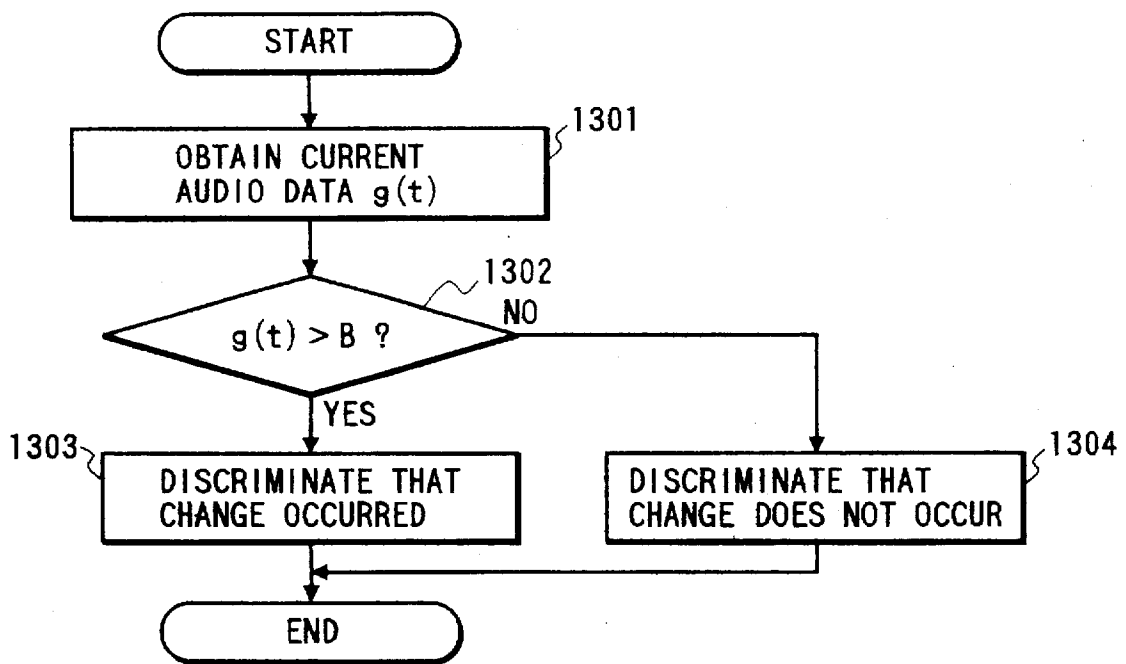 START
1301
OBTAIN CURRENT
AUDIO DATA g(t)
1302
NO
g(t) > B ?
YES
1303
DISCRIMINATE THAT
CHANGE OCCURRED
1304
DISCRIMINATE THAT
CHANGE DOES NOT OCCUR
END